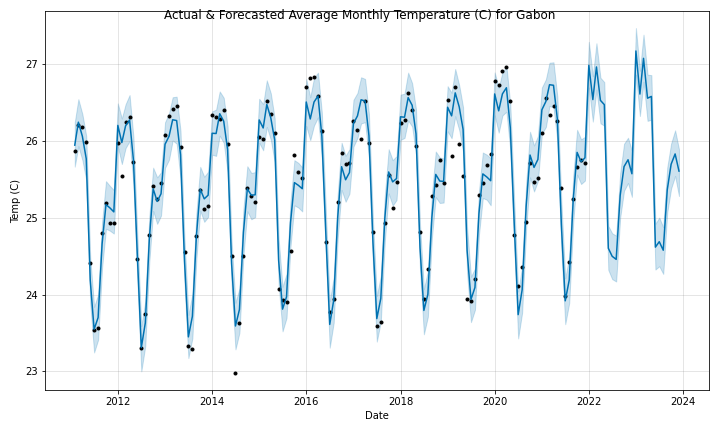 Actual & Forecasted Average Monthly Temperature (C) for Gabon
27
26
25
24
23
Temp (C)
2012 2014 2016 2018 2020 2022 2024
Date